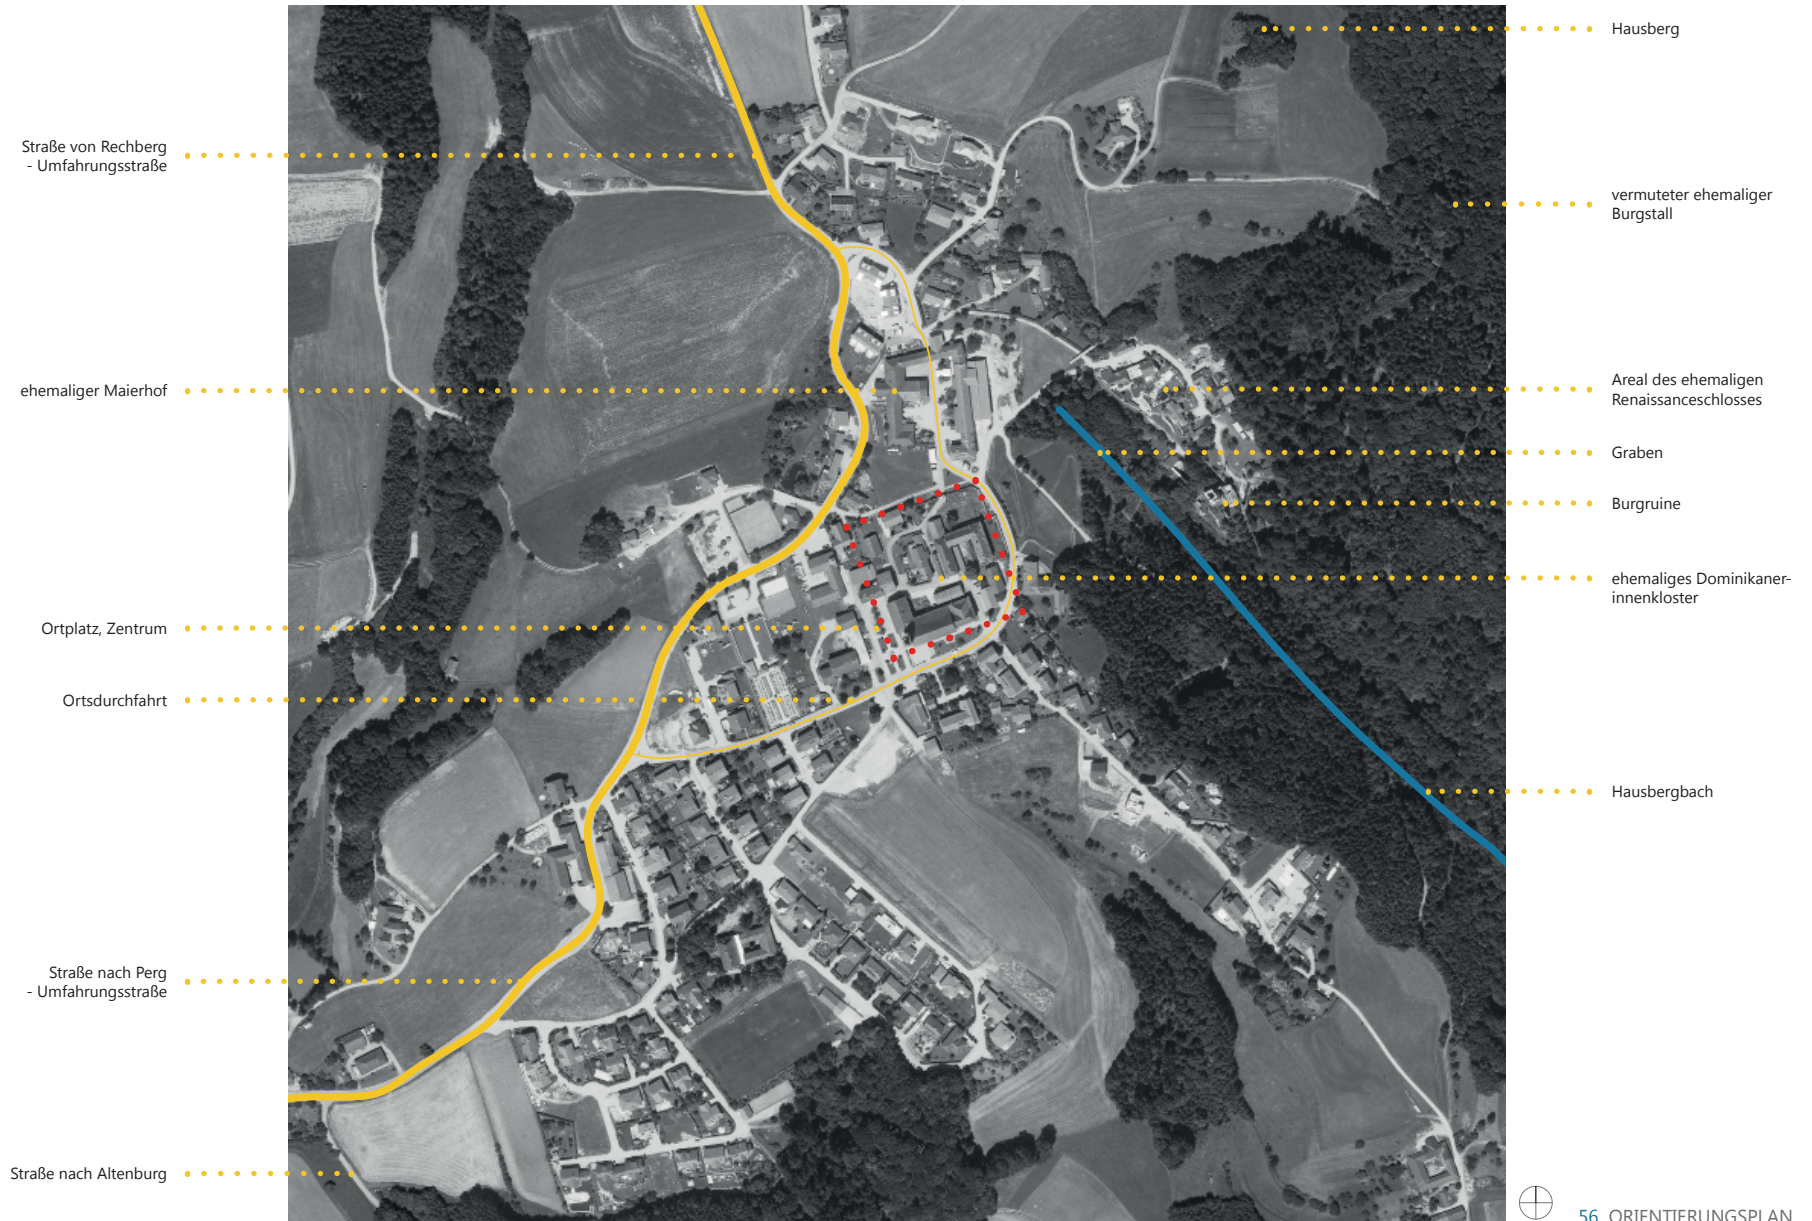 Straße von Rechberg
- Umfahrungsstraße
ehemaliger Maierhof
Ortplatz, Zentrum
Ortsdurchfahrt
Straße nach Perg
- Umfahrungsstraße
Straße nach Altenburg
Hausberg
vermuteter ehemaliger
Burgstall
Areal des ehemaligen
Renaissanceschlosses
Graben
Burgruine
ehemaliges Dominikaner-
innenkloster
Hausbergbach
56 ORIENTIERUNGSPLAN